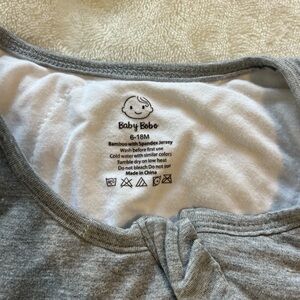 Baby Bobo
6-18M
Bamboo with Spandex Jersey
Wash before first use
Cold water with similar colors
Tumble dry on low heat
Do not bleach Do not iron
Made in China